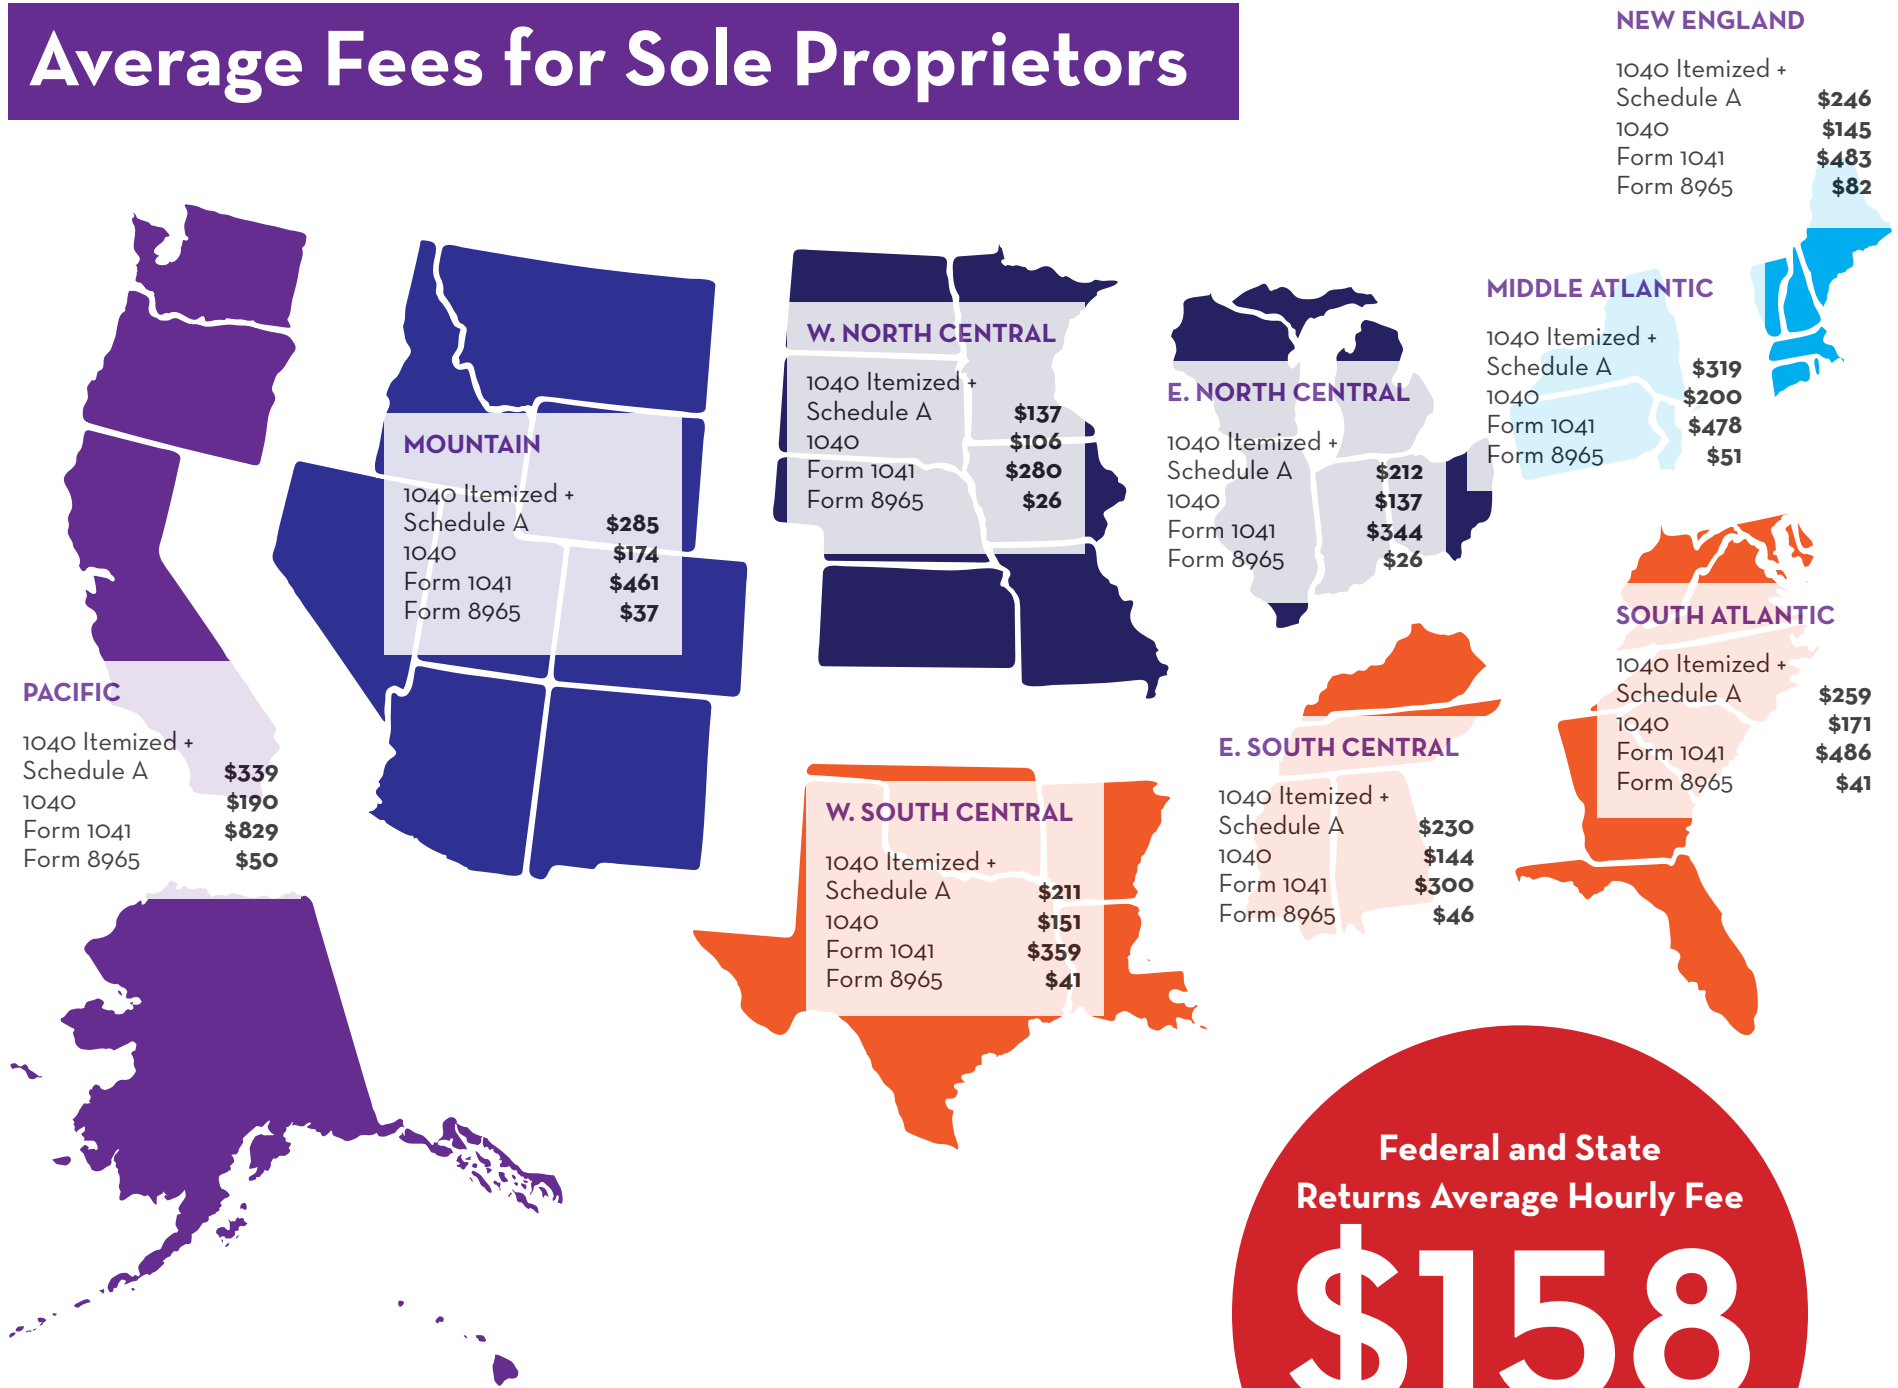 Average Fees for Sole Proprietors
NEW ENGLAND
1040 Itemized +
Schedule A $246
1040 $145
Form 1041 $483
Form 8965 $82
MIDDLE ATLANTIC
1040 Itemized +
Schedule A $319
1040 $200
Form 1041 $478
Form 8965 $51
W. NORTH CENTRAL
1040 Itemized +
Schedule A $137
1040 $106
Form 1041 $280
Form 8965 $26
E. NORTH CENTRAL
1040 Itemized +
Schedule A $212
1040 $137
Form 1041 $344
Form 8965 $26
MOUNTAIN
1040 Itemized +
Schedule A $285
1040 $174
Form 1041 $461
Form 8965 $37
SOUTH ATLANTIC
1040 Itemized +
Schedule A $259
1040 $171
Form 1041 $486
Form 8965 $41
PACIFIC
1040 Itemized +
Schedule A $339
1040 $190
Form 1041 $829
Form 8965 $50
E. SOUTH CENTRAL
1040 Itemized +
Schedule A $230
1040 $144
Form 1041 $300
Form 8965 $46
W. SOUTH CENTRAL
1040 Itemized +
Schedule A $211
1040 $151
Form 1041 $359
Form 8965 $41
Federal and State
Returns Average Hourly Fee
$158